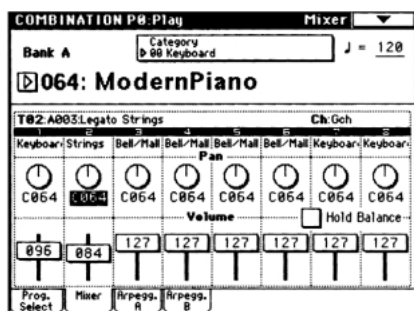 COMBINATION P0:Play Mixer
Bank A Category ♩ = 120
▷00 Keyboard
▷064: ModernPiano
T02:A003:Legato Strings Ch:Gch
1 2 3 4 5 6 7 8
Keyboar Strings Bell/Mall Bell/Mall Bell/Mall Bell/Mall Keyboar Keyboar
Pan
C064 C064 C064 C064 C064 C064 C064 C064
Volume Hold Balance
096 084 127 127 127 127 127 127
Prog. Select Mixer Arpegg. A Arpegg. B